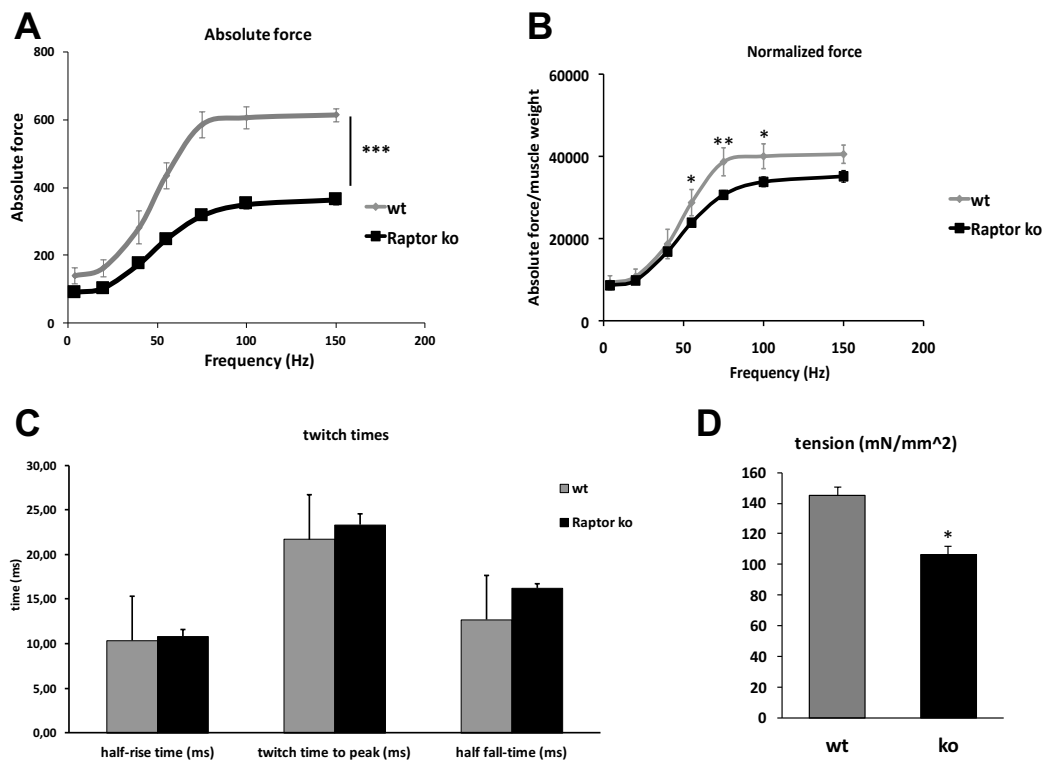 A
Absolute force
800
600
400
200
0
Absolute force
***
wt
Raptor ko
0 50 100 150 200
Frequency (Hz)
B
Normalized force
60000
40000
20000
0
Absolute force/muscle weight
*
**
*
wt
Raptor ko
0 50 100 150 200
Frequency (Hz)
C
twitch times
30,00
25,00
20,00
15,00
10,00
5,00
0,00
time (ms)
wt
Raptor ko
half-rise time (ms) twitch time to peak (ms) half fall-time (ms)
D
tension (mN/mm^2)
160
140
120
100
80
60
40
20
0
*
wt ko